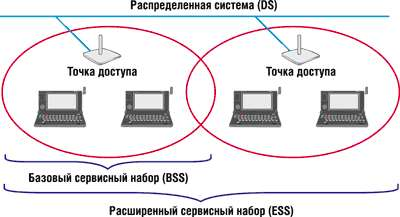 Распределенная система (DS)
Точка доступа
Точка доступа
Базовый сервисный набор (BSS)
Расширенный сервисный набор (ESS)